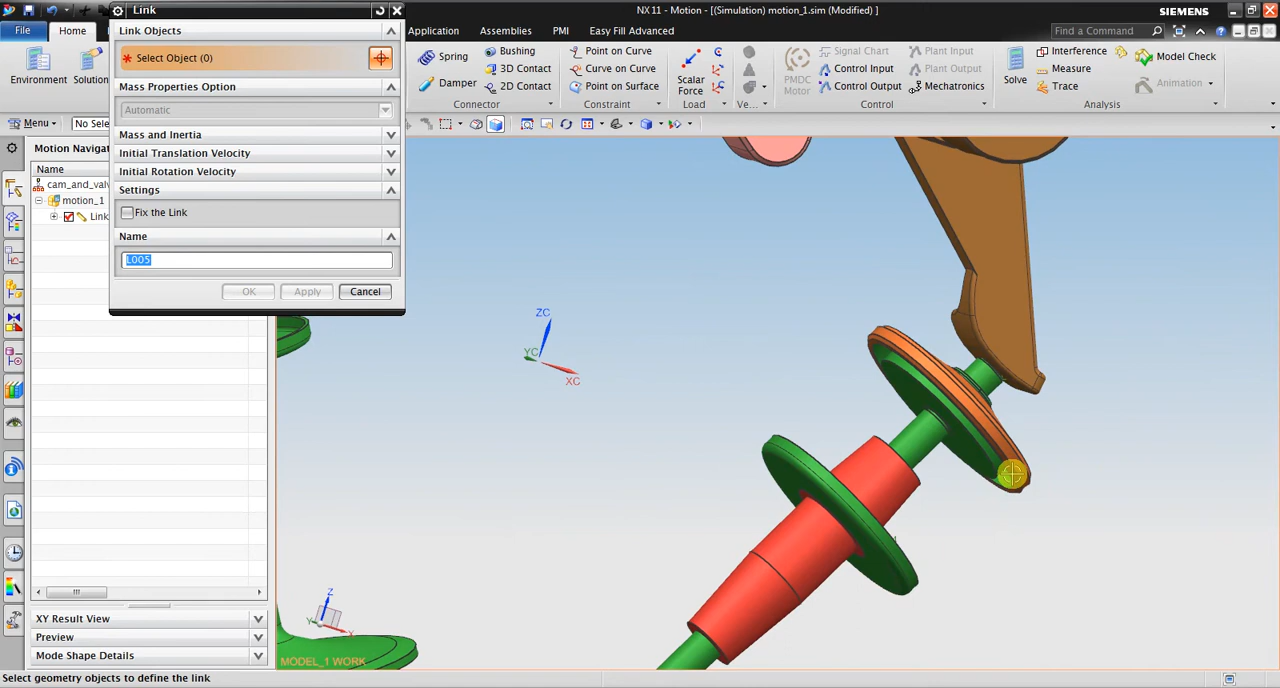 Link
NX 11 - Motion - [(Simulation) motion_1.sim (Modified) ]
SIEMENS
File
Home
Application
Assemblies
PMI
Easy Fill Advanced
Find a Command
Link Objects
* Select Object (0)
Mass Properties Option
Automatic
Mass and Inertia
Initial Translation Velocity
Initial Rotation Velocity
Settings
Fix the Link
Name
L005
OK
Apply
Cancel
Environment
Solution
Spring
Damper
Bushing
3D Contact
2D Contact
Connector
Point on Curve
Curve on Curve
Point on Surface
Constraint
Scalar Force
Load
Ve...
PMDC Motor
Signal Chart
Control Input
Control Output
Plant Input
Plant Output
Mechatronics
Control
Solve
Interference
Measure
Trace
Model Check
Animation
Analysis
Menu
No Sele
Motion Navig
Name
cam_and_valv
motion_1
Link
ZC
YC
XC
Z
Y
X
MODEL_1 WORK
XY Result View
Preview
Mode Shape Details
Select geometry objects to define the link